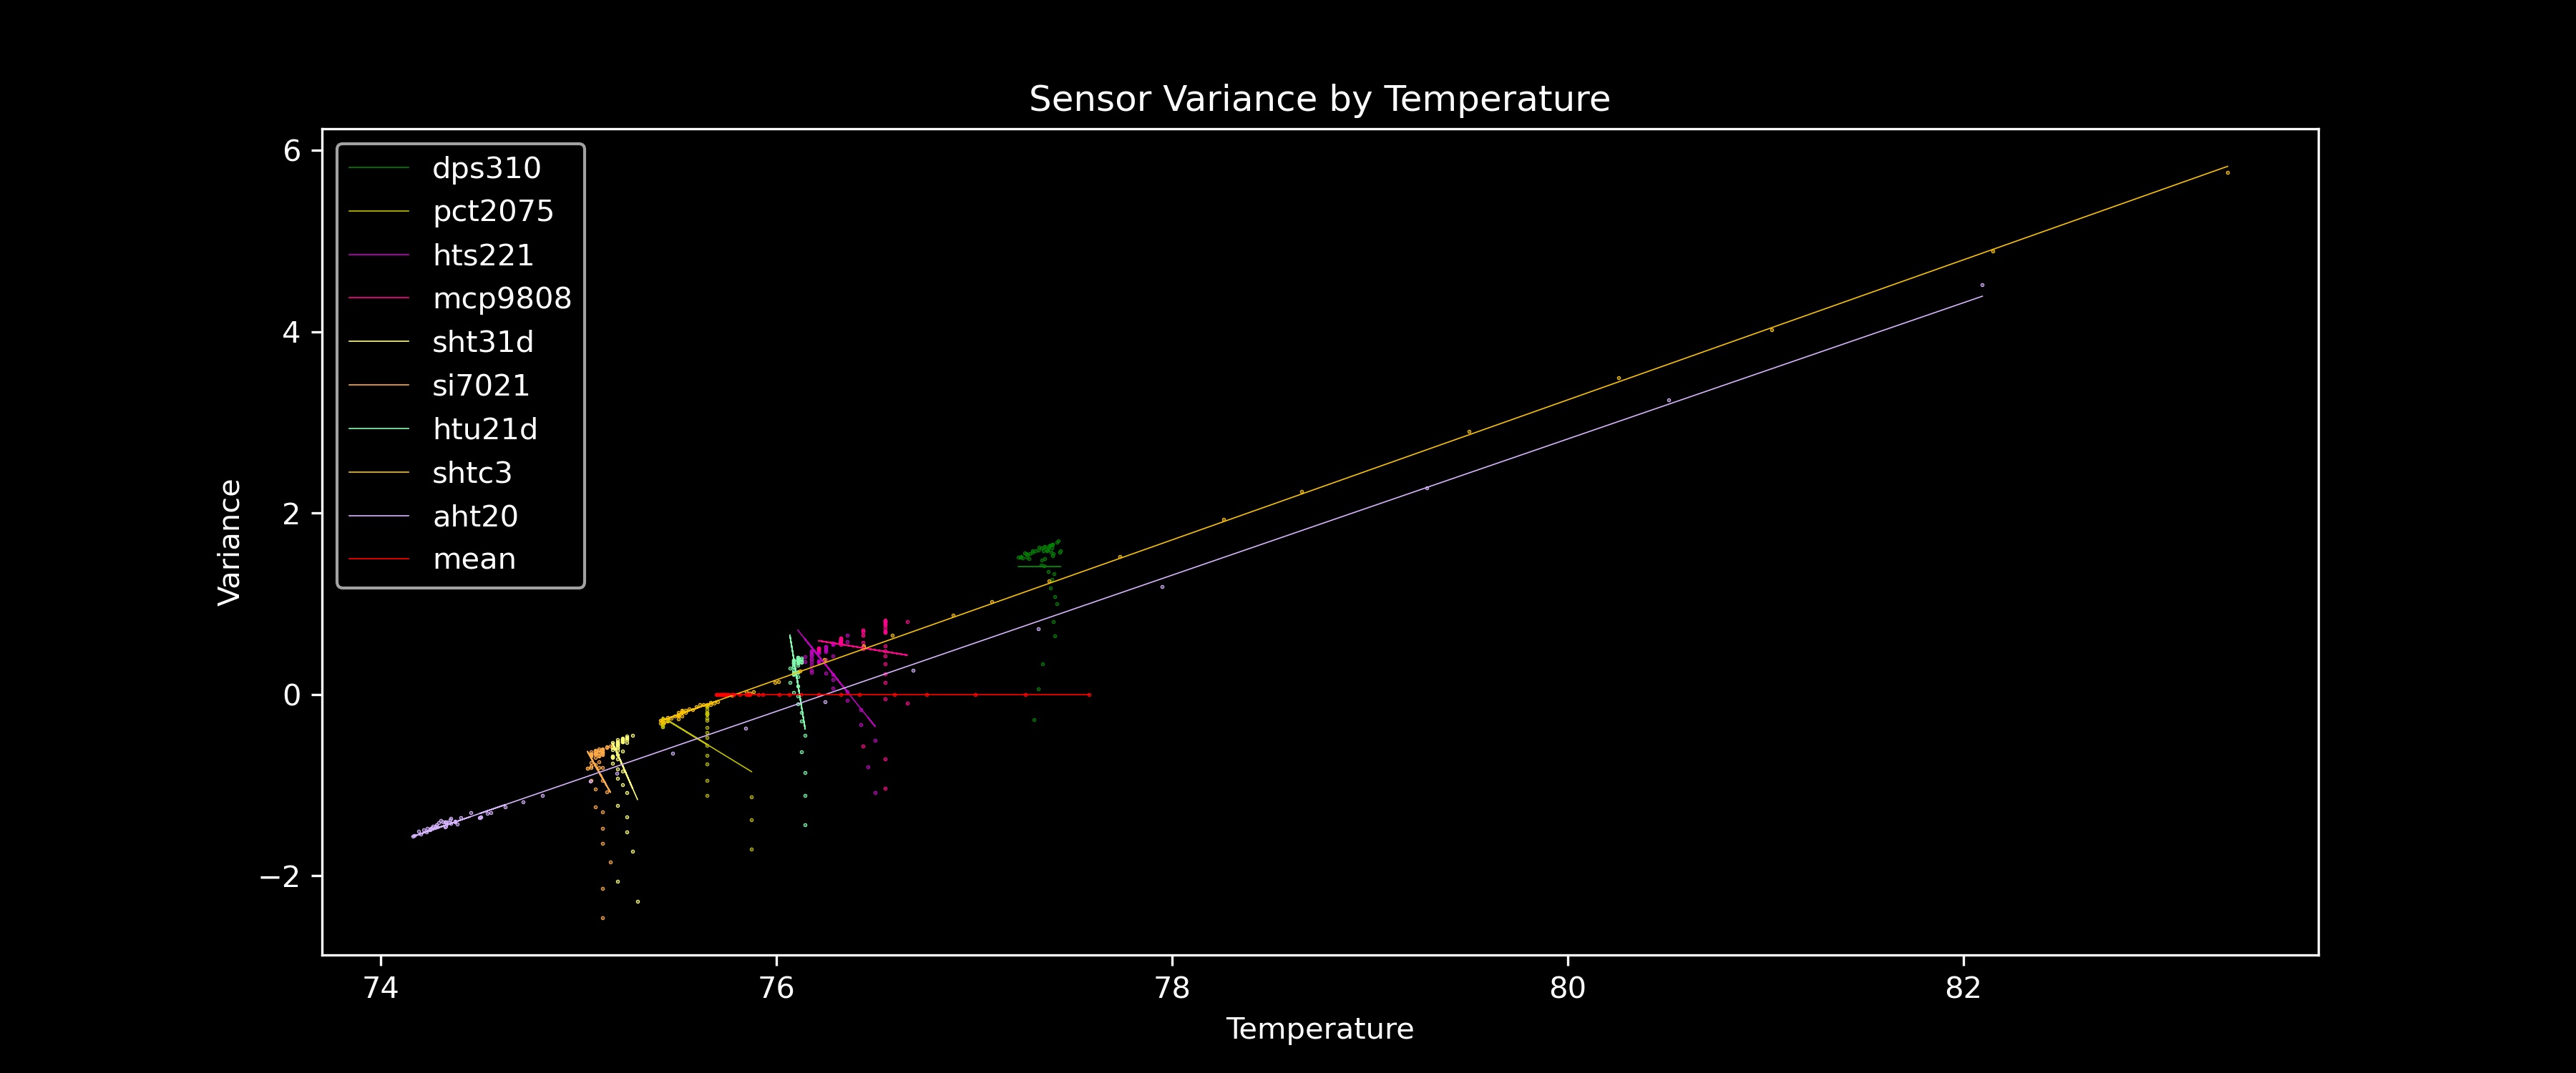 Sensor Variance by Temperature
6
4
2
0
−2
Variance
dps310
pct2075
hts221
mcp9808
sht31d
si7021
htu21d
shtc3
aht20
mean
74
76
78
80
82
Temperature